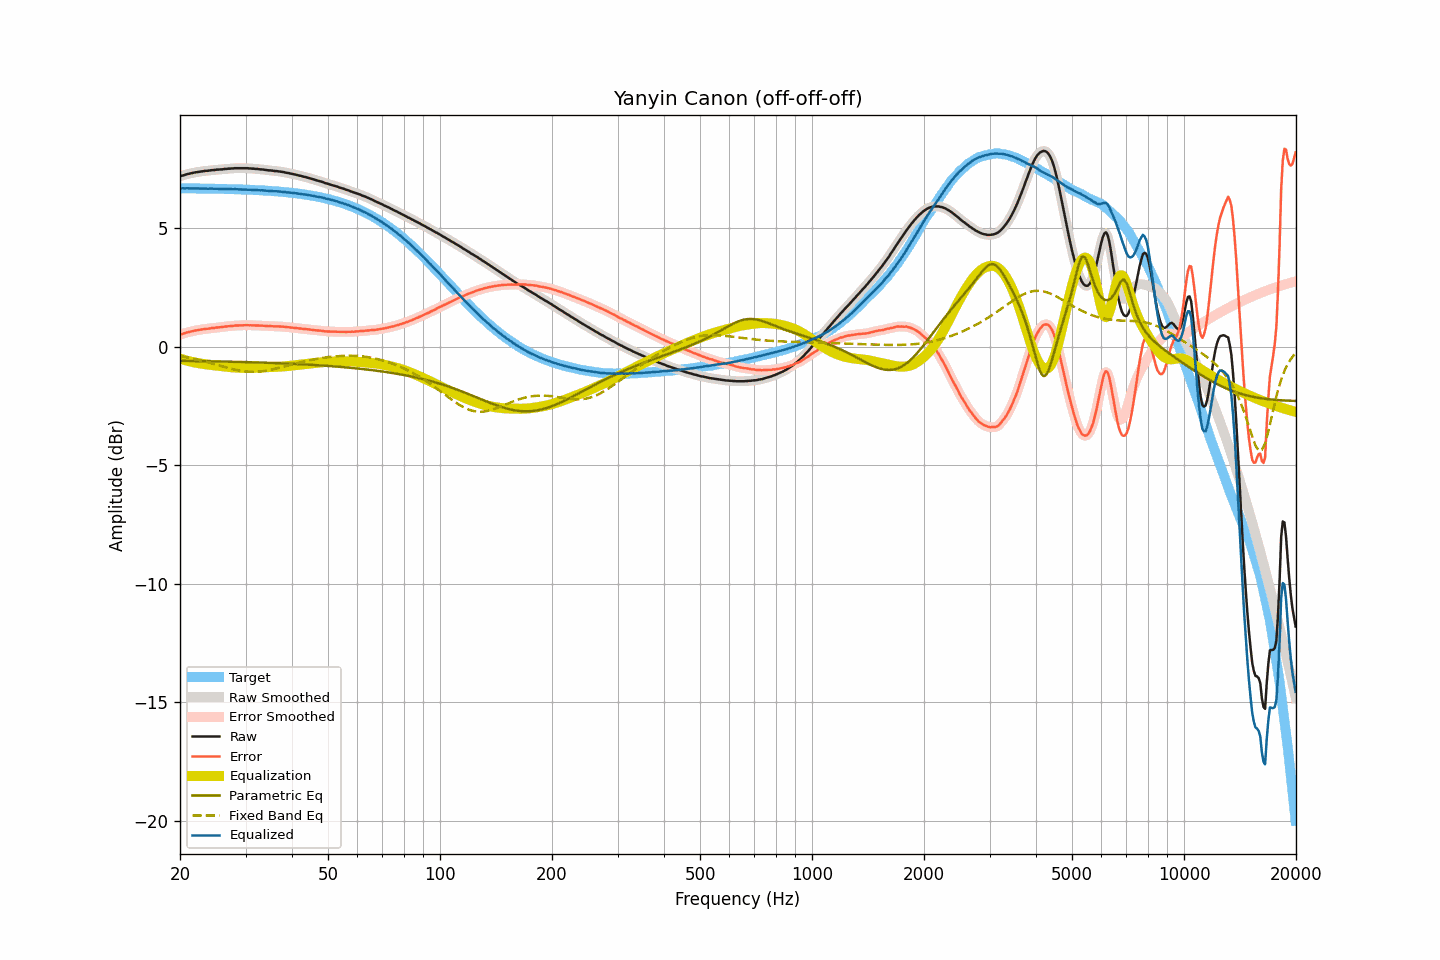 Yanyin Canon (off-off-off)
Amplitude (dBr)
5
0
−5
−10
−15
−20
Target
Raw Smoothed
Error Smoothed
Raw
Error
Equalization
Parametric Eq
Fixed Band Eq
Equalized
20 50 100 200 500 1000 2000 5000 10000 20000
Frequency (Hz)